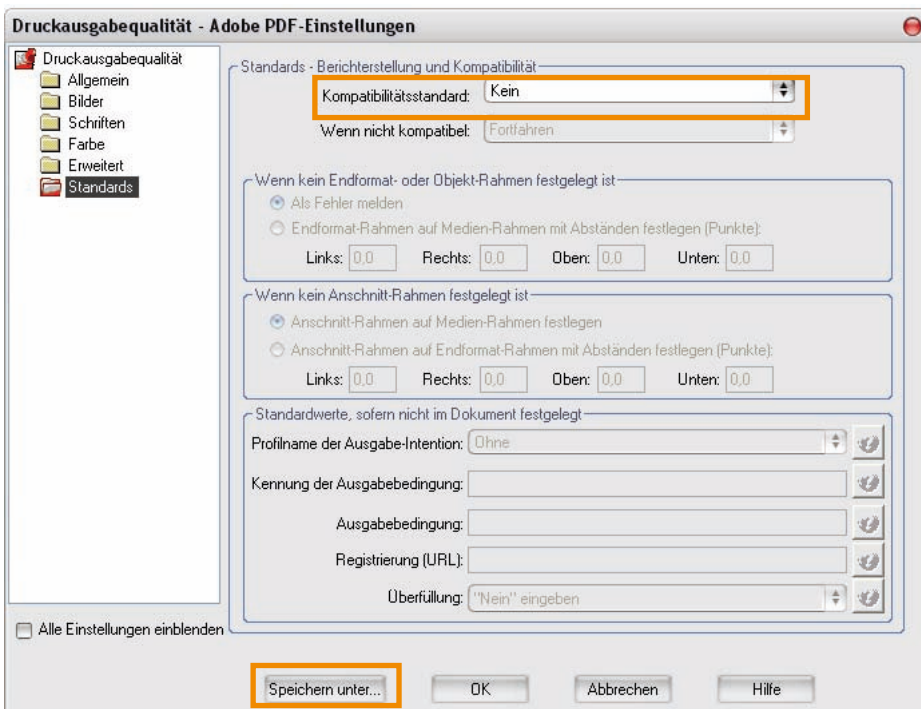 Druckausgabequalität - Adobe PDF-Einstellungen
Druckausgabequalität
Allgemein
Bilder
Schriften
Farbe
Erweitert
Standards
Alle Einstellungen einblenden
Standards - Berichterstellung und Kompatibilität
Kompatibilitätsstandard: Kein
Wenn nicht kompatibel: Fortfahren
Wenn kein Endformat- oder Objekt-Rahmen festgelegt ist
Als Fehler melden
Endformat-Rahmen auf Medien-Rahmen mit Abständen festlegen (Punkte):
Links: 0,0 Rechts: 0,0 Oben: 0,0 Unten: 0,0
Wenn kein Anschnitt-Rahmen festgelegt ist
Anschnitt-Rahmen auf Medien-Rahmen festlegen
Anschnitt-Rahmen auf Endformat-Rahmen mit Abständen festlegen (Punkte):
Links: 0,0 Rechts: 0,0 Oben: 0,0 Unten: 0,0
Standardwerte, sofern nicht im Dokument festgelegt
Profilname der Ausgabe-Intention: Ohne
Kennung der Ausgabebedingung:
Ausgabebedingung:
Registrierung (URL):
Überfüllung: "Nein" eingeben
Speichern unter... OK Abbrechen Hilfe